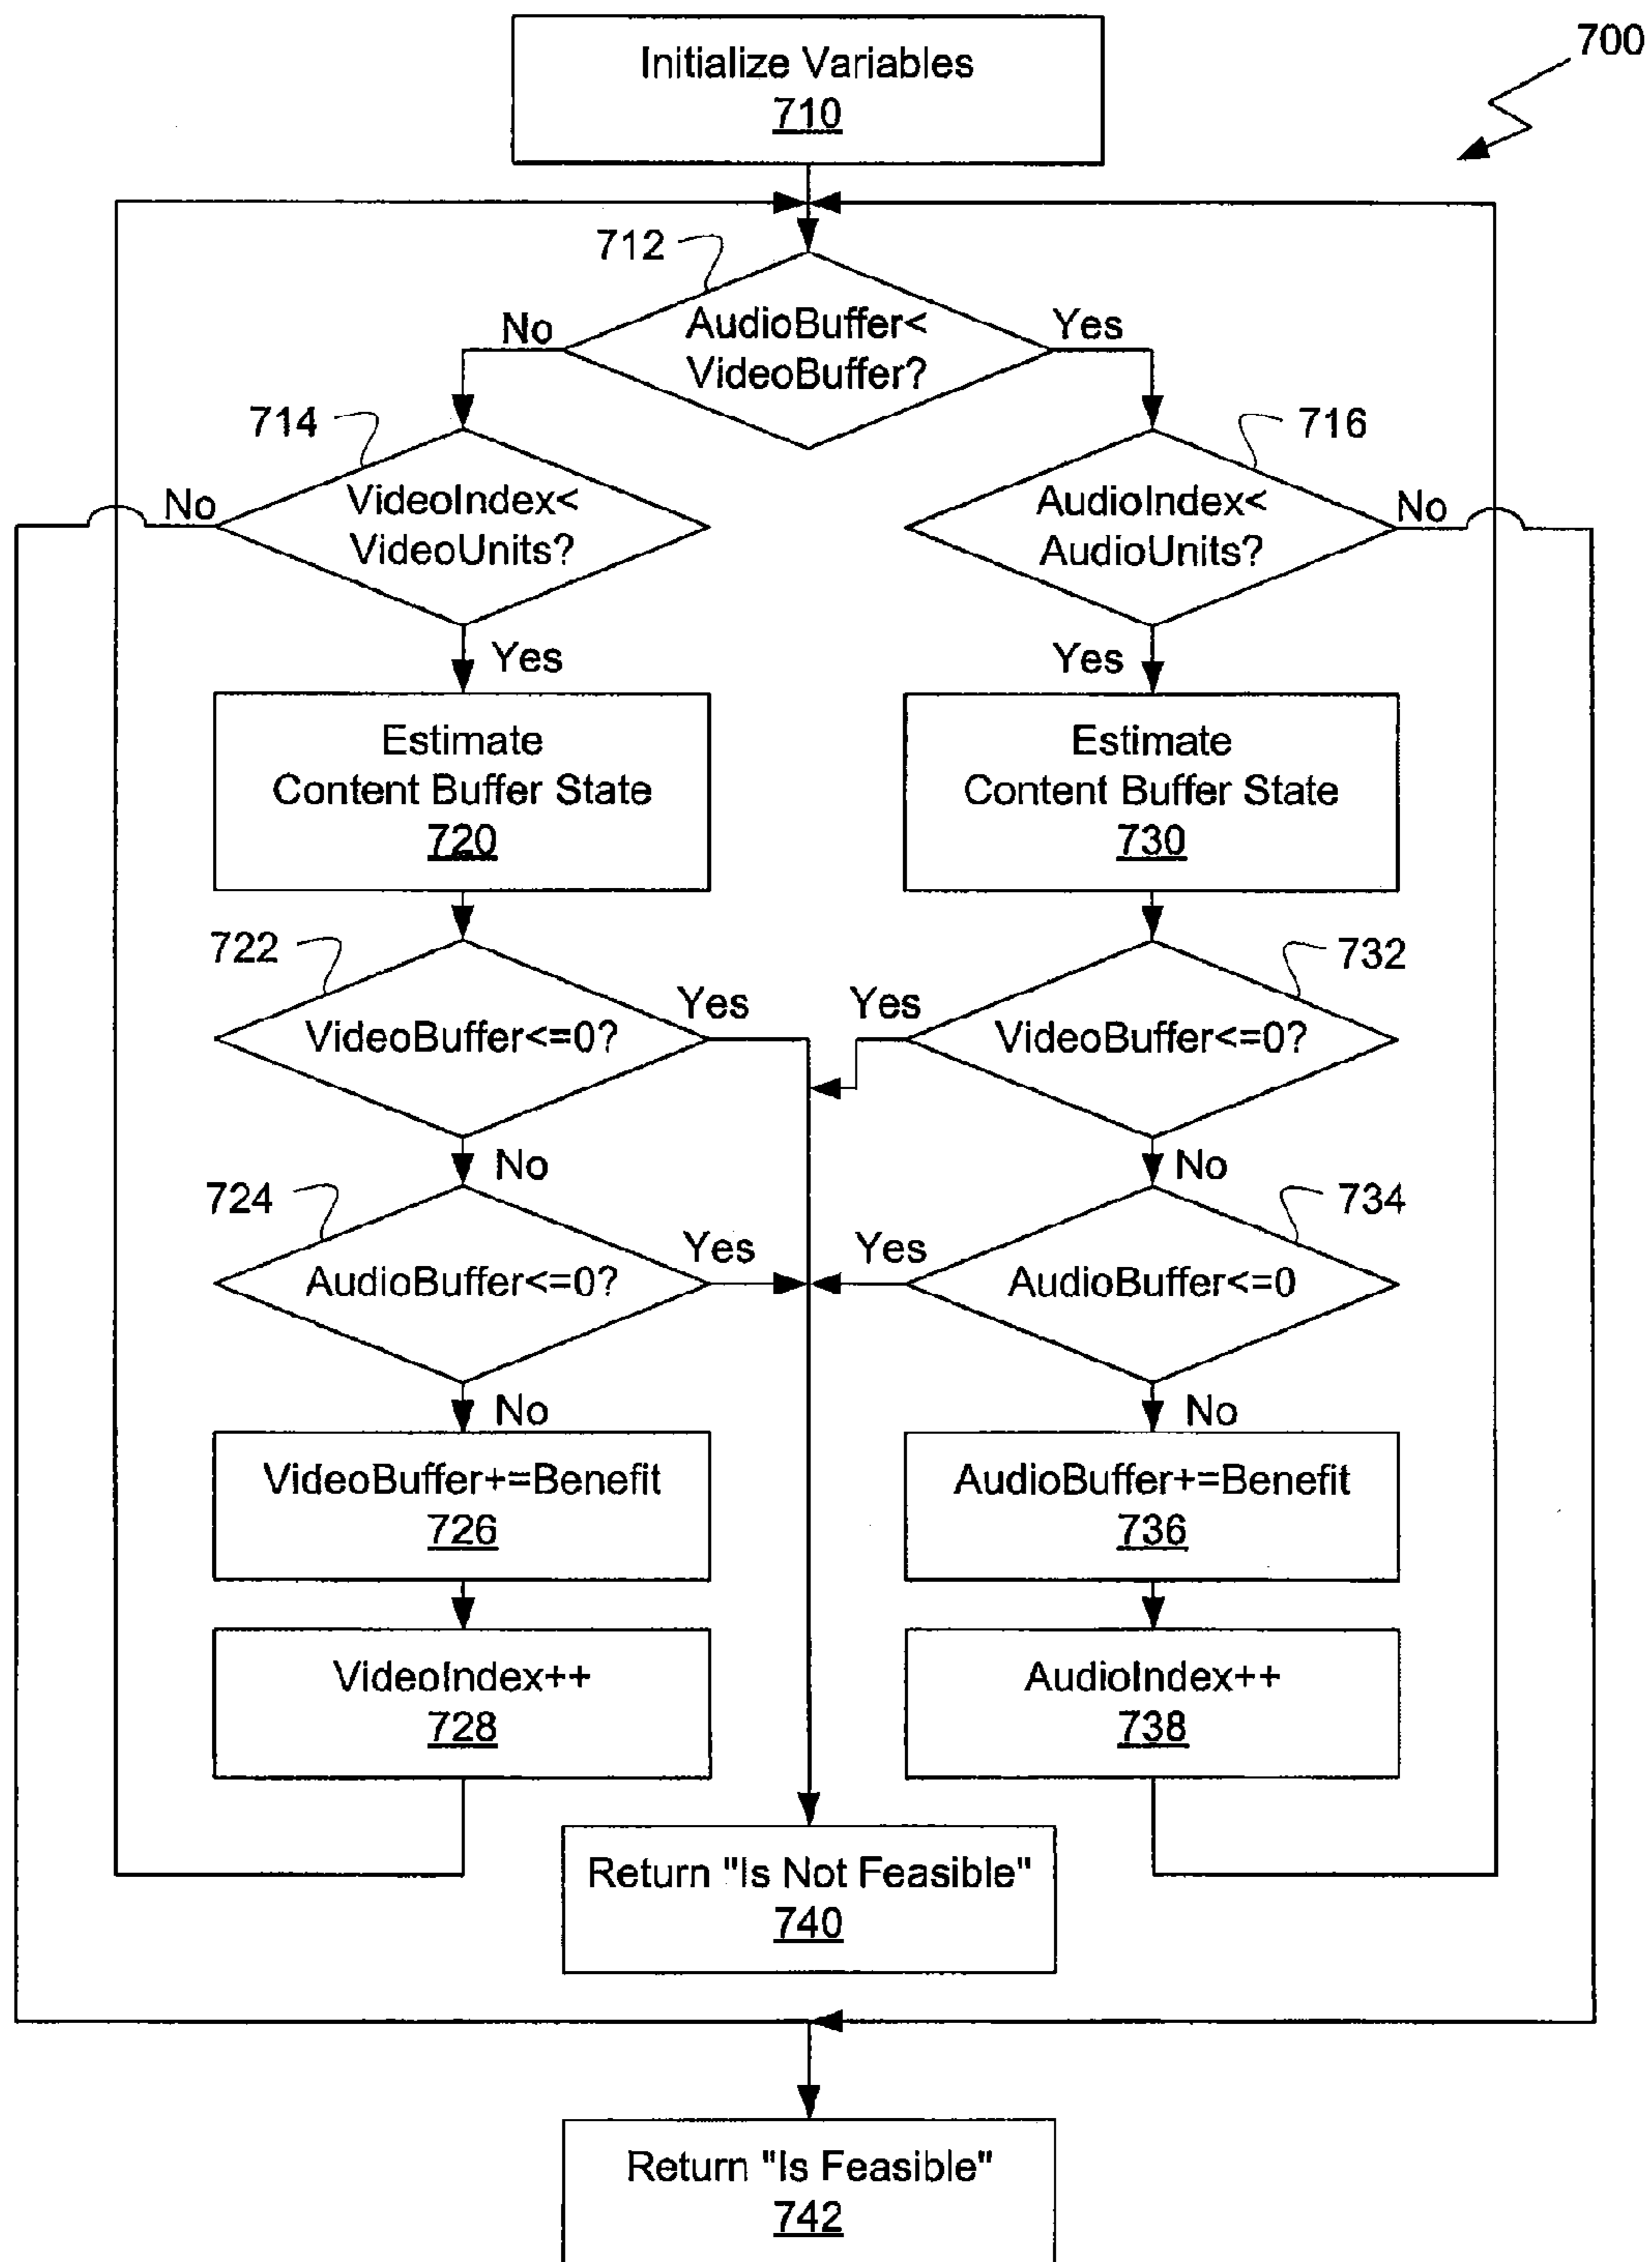 700
Initialize Variables
710
712
AudioBuffer<
VideoBuffer?
No
Yes
714
VideoIndex<
VideoUnits?
No
716
AudioIndex<
AudioUnits?
No
Yes
Yes
Estimate
Content Buffer State
720
Estimate
Content Buffer State
730
722
VideoBuffer<=0?
Yes
732
VideoBuffer<=0?
Yes
No
No
724
AudioBuffer<=0?
Yes
734
AudioBuffer<=0
Yes
No
No
VideoBuffer+=Benefit
726
AudioBuffer+=Benefit
736
VideoIndex++
728
AudioIndex++
738
Return "Is Not Feasible"
740
Return "Is Feasible"
742